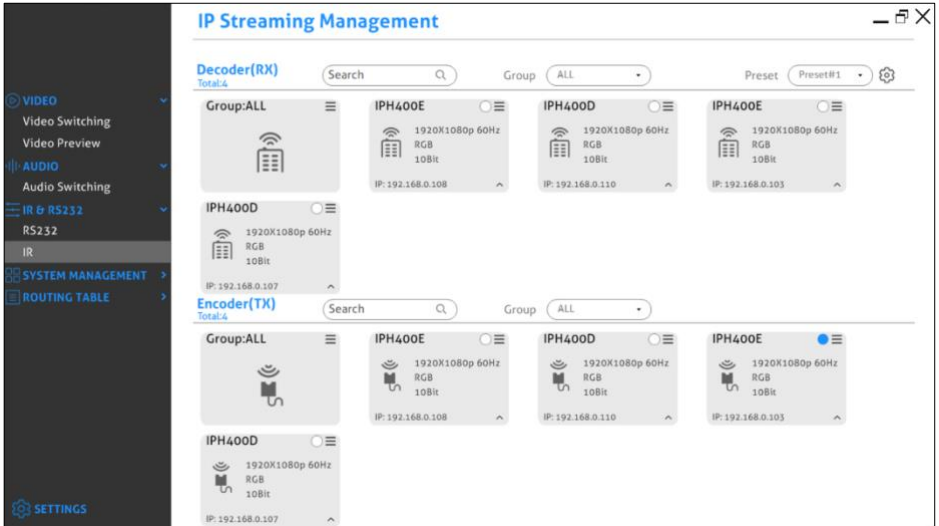 IP Streaming Management
VIDEO
Video Switching
Video Preview
AUDIO
Audio Switching
IR & RS232
RS232
IR
SYSTEM MANAGEMENT
ROUTING TABLE
SETTINGS
Decoder(RX)
Total:4
Search
Group
ALL
Preset
Preset#1
Group:ALL
IPH400E
1920X1080p 60Hz
RGB
10Bit
IP: 192.168.0.108
IPH400D
1920X1080p 60Hz
RGB
10Bit
IP: 192.168.0.110
IPH400E
1920X1080p 60Hz
RGB
10Bit
IP: 192.168.0.103
IPH400D
1920X1080p 60Hz
RGB
10Bit
IP: 192.168.0.107
Encoder(TX)
Total:4
Search
Group
ALL
Group:ALL
IPH400E
1920X1080p 60Hz
RGB
10Bit
IP: 192.168.0.108
IPH400D
1920X1080p 60Hz
RGB
10Bit
IP: 192.168.0.110
IPH400E
1920X1080p 60Hz
RGB
10Bit
IP: 192.168.0.103
IPH400D
1920X1080p 60Hz
RGB
10Bit
IP: 192.168.0.107